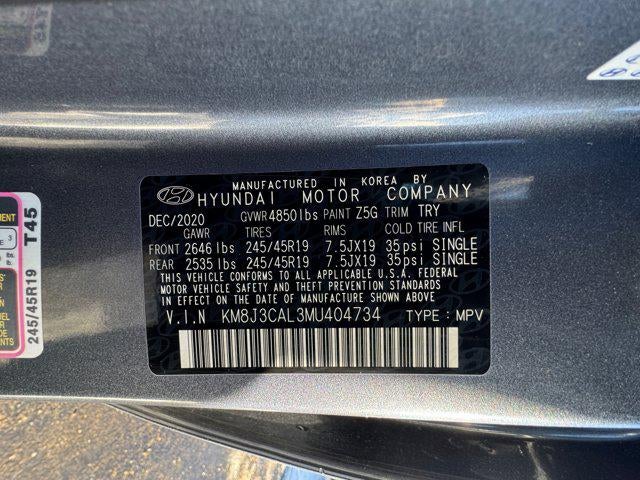 MANUFACTURED IN KOREA BY
HYUNDAI MOTOR COMPANY
DEC/2020 GVWR 4850lbs PAINT Z5G TRIM TRY
GAWR TIRES RIMS COLD TIRE INFL
FRONT 2646 lbs 245/45R19 7.5JX19 35psi SINGLE
REAR 2535 lbs 245/45R19 7.5JX19 35psi SINGLE
THIS VEHICLE CONFORMS TO ALL APPLICABLE U.S.A. FEDERAL
MOTOR VEHICLE SAFETY, BUMPER, AND THEFT PREVENTION
STANDARDS IN EFFECT ON THE DATE OF MANUFACTURE SHOWN ABOVE.
V.I.N KM8J3CAL3MU404734 TYPE : MPV
245/45R19 T45